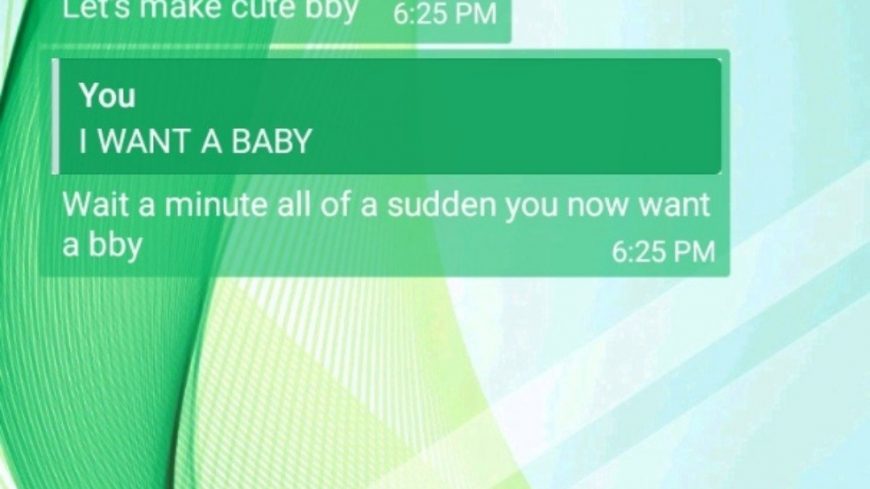 Let's make cute bby 6:25 PM
You
I WANT A BABY
Wait a minute all of a sudden you now want
a bby 6:25 PM